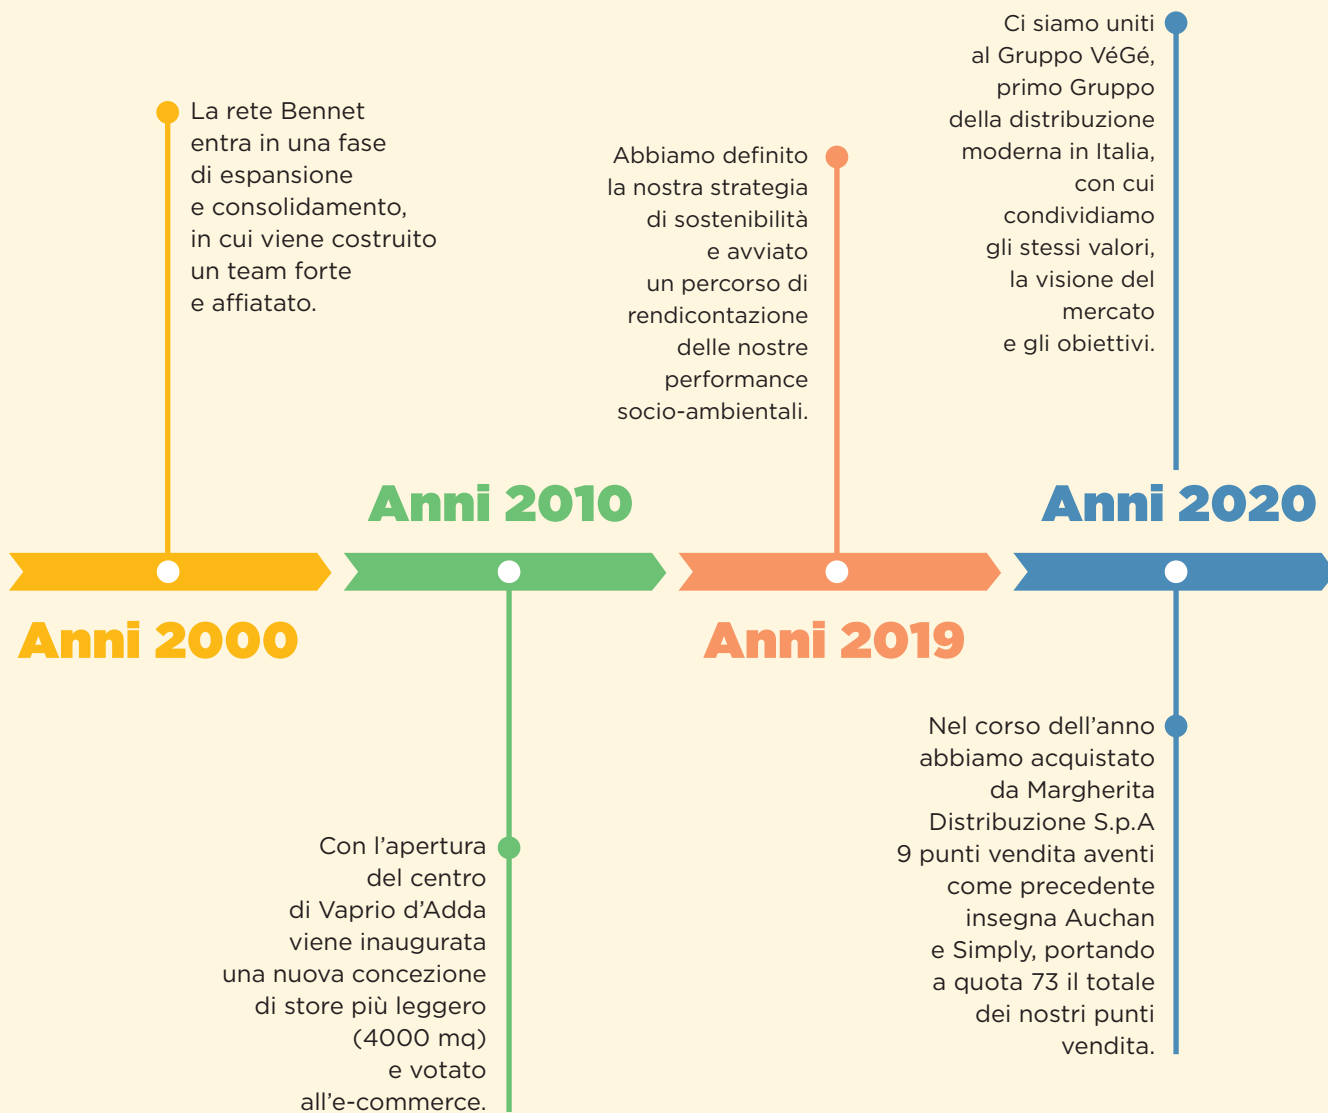 La rete Bennet
entra in una fase
di espansione
e consolidamento,
in cui viene costruito
un team forte
e affiatato.
Anni 2000
Anni 2010
Con l’apertura
del centro
di Vaprio d’Adda
viene inaugurata
una nuova concezione
di store più leggero
(4000 mq)
e votato
all’e-commerce.
Abbiamo definito
la nostra strategia
di sostenibilità
e avviato
un percorso di
rendicontazione
delle nostre
performance
socio-ambientali.
Anni 2019
Ci siamo uniti
al Gruppo VéGé,
primo Gruppo
della distribuzione
moderna in Italia,
con cui
condividiamo
gli stessi valori,
la visione del
mercato
e gli obiettivi.
Anni 2020
Nel corso dell’anno
abbiamo acquistato
da Margherita
Distribuzione S.p.A
9 punti vendita aventi
come precedente
insegna Auchan
e Simply, portando
a quota 73 il totale
dei nostri punti
vendita.